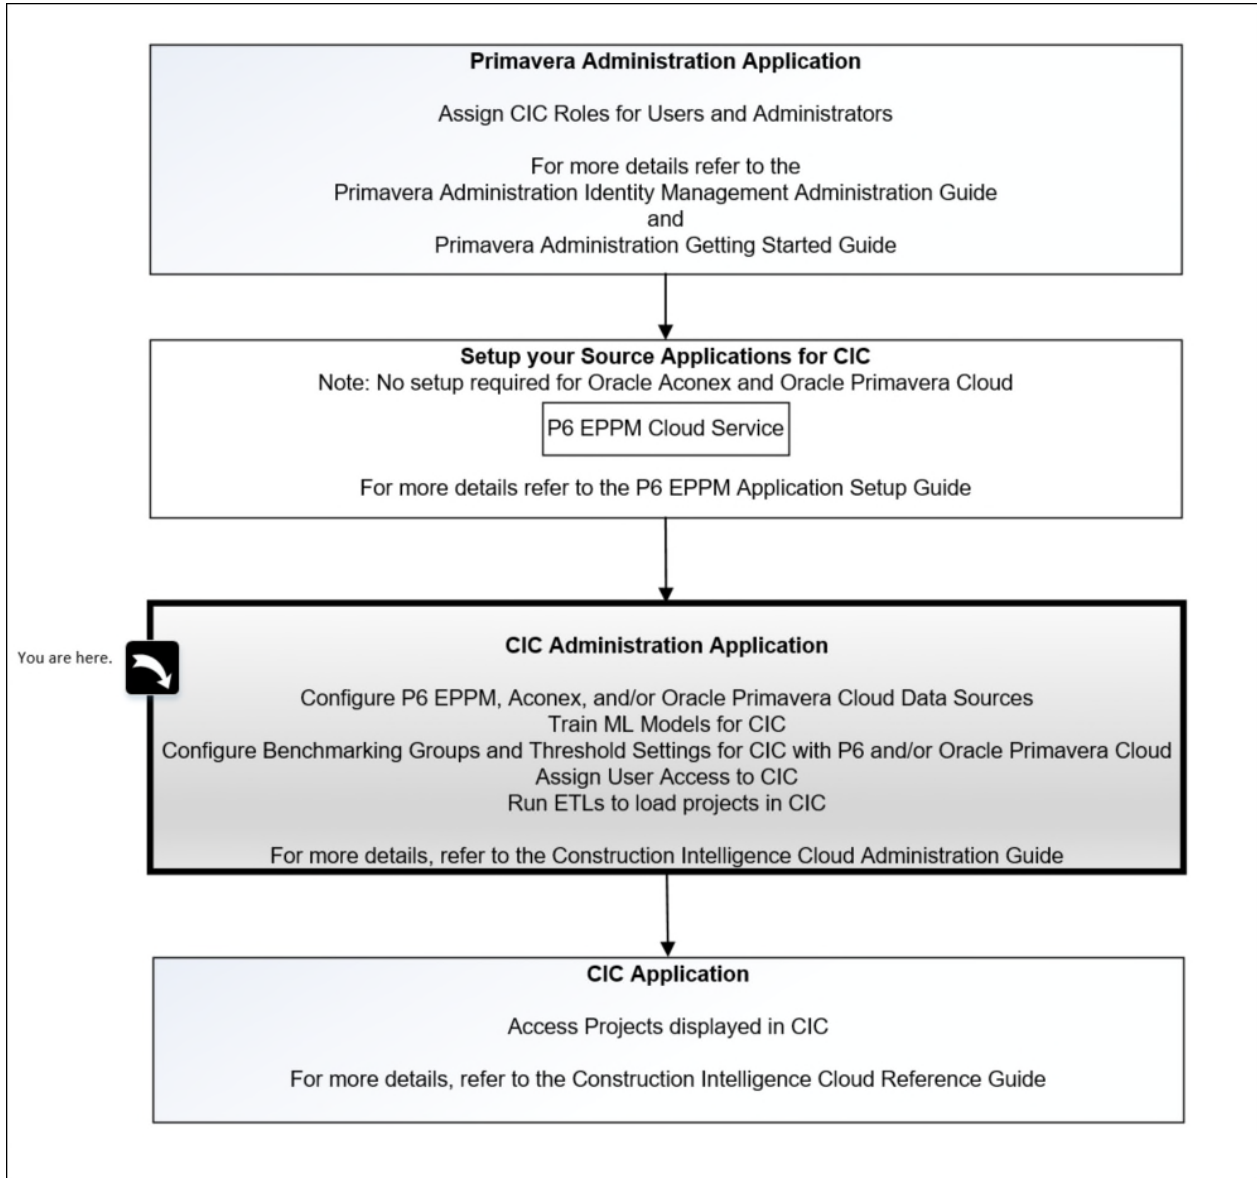 Primavera Administration Application
Assign CIC Roles for Users and Administrators
For more details refer to the
Primavera Administration Identity Management Administration Guide
and
Primavera Administration Getting Started Guide
Setup your Source Applications for CIC
Note: No setup required for Oracle Aconex and Oracle Primavera Cloud
P6 EPPM Cloud Service
For more details refer to the P6 EPPM Application Setup Guide
You are here.
CIC Administration Application
Configure P6 EPPM, Aconex, and/or Oracle Primavera Cloud Data Sources
Train ML Models for CIC
Configure Benchmarking Groups and Threshold Settings for CIC with P6 and/or Oracle Primavera Cloud
Assign User Access to CIC
Run ETLs to load projects in CIC
For more details, refer to the Construction Intelligence Cloud Administration Guide
CIC Application
Access Projects displayed in CIC
For more details, refer to the Construction Intelligence Cloud Reference Guide